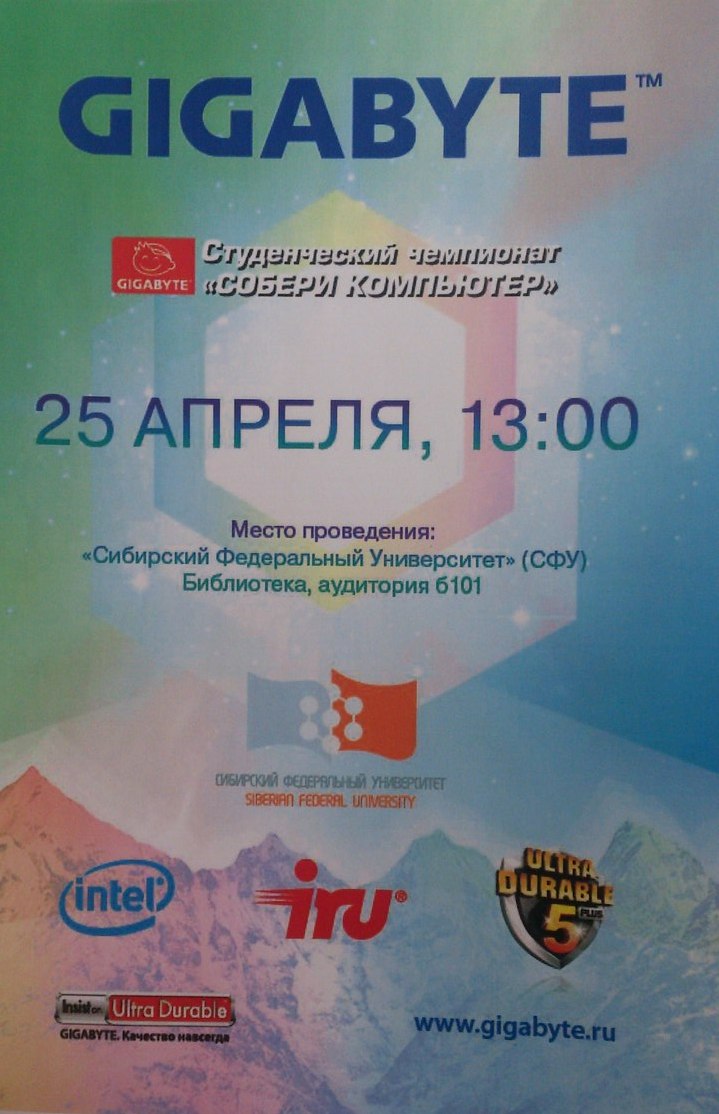 GIGABYTE™
GIGABYTE™
Студенческий чемпионат
«СОБЕРИ КОМПЬЮТЕР»
25 АПРЕЛЯ, 13:00
Место проведения:
«Сибирский Федеральный Университет» (СФУ)
Библиотека, аудитория б101
СИБИРСКИЙ ФЕДЕРАЛЬНЫЙ УНИВЕРСИТЕТ
SIBERIAN FEDERAL UNIVERSITY
intel®
iru®
ULTRA
DURABLE
5 PLUS
Insist on Ultra Durable
GIGABYTE. Качество навсегда
www.gigabyte.ru